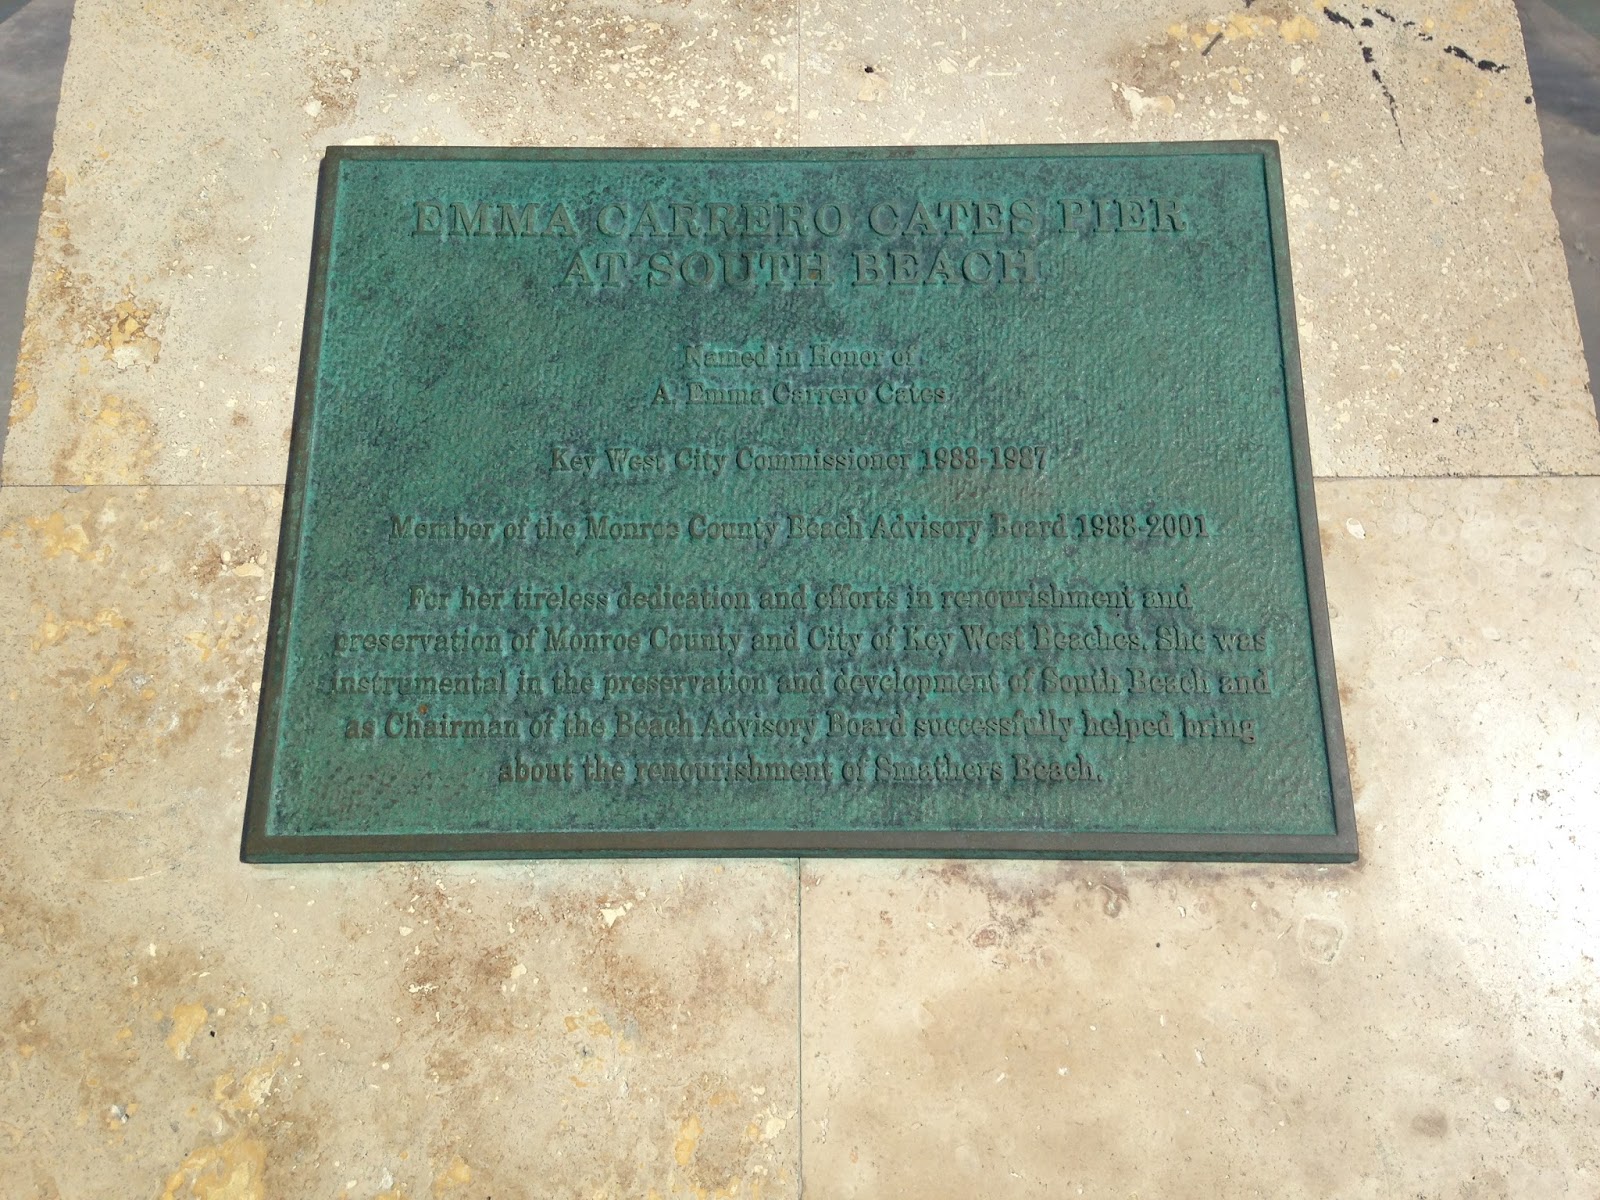 EMMA CARRERO CATES PIER
AT SOUTH BEACH
Named in Honor of
A. Emma Carrero Cates
Key West City Commissioner 1983-1987
Member of the Monroe County Beach Advisory Board 1988-2001
For her tireless dedication and efforts in renourishment and
preservation of Monroe County and City of Key West Beaches. She was
instrumental in the preservation and development of South Beach and
as Chairman of the Beach Advisory Board successfully helped bring
about the renourishment of Smathers Beach.